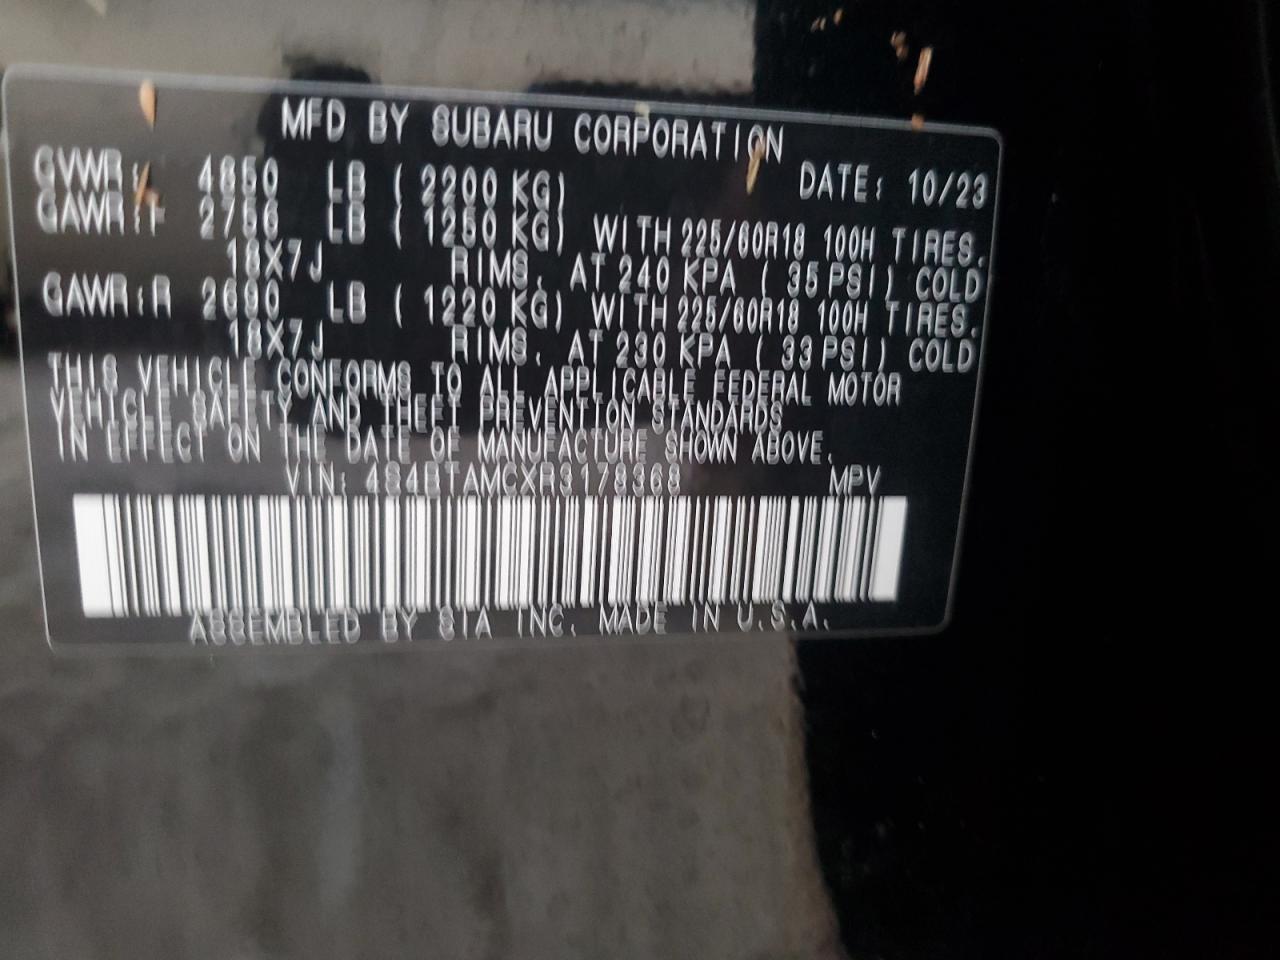 MFD BY SUBARU CORPORATION
GVWR: 4850 LB ( 2200 KG) DATE: 10/23
GAWR:F 2756 LB ( 1250 KG) WITH 225/60R18 100H TIRES.
18X7J RIMS. AT 240 KPA ( 35 PSI) COLD
GAWR:R 2690 LB ( 1220 KG) WITH 225/60R18 100H TIRES.
18X7J RIMS. AT 230 KPA ( 33 PSI) COLD
THIS VEHICLE CONFORMS TO ALL APPLICABLE FEDERAL MOTOR
VEHICLE SAFETY AND THEFT PREVENTION STANDARDS
IN EFFECT ON THE DATE OF MANUFACTURE SHOWN ABOVE.
VIN: 4S4BTAMCXR3178368 MPV
ASSEMBLED BY SIA INC. MADE IN U.S.A.